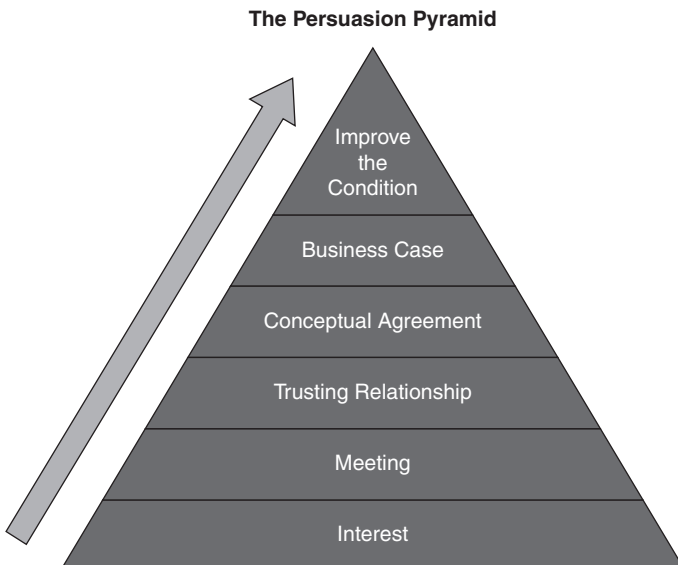 The Persuasion Pyramid
Improve
the
Condition
Business Case
Conceptual Agreement
Trusting Relationship
Meeting
Interest